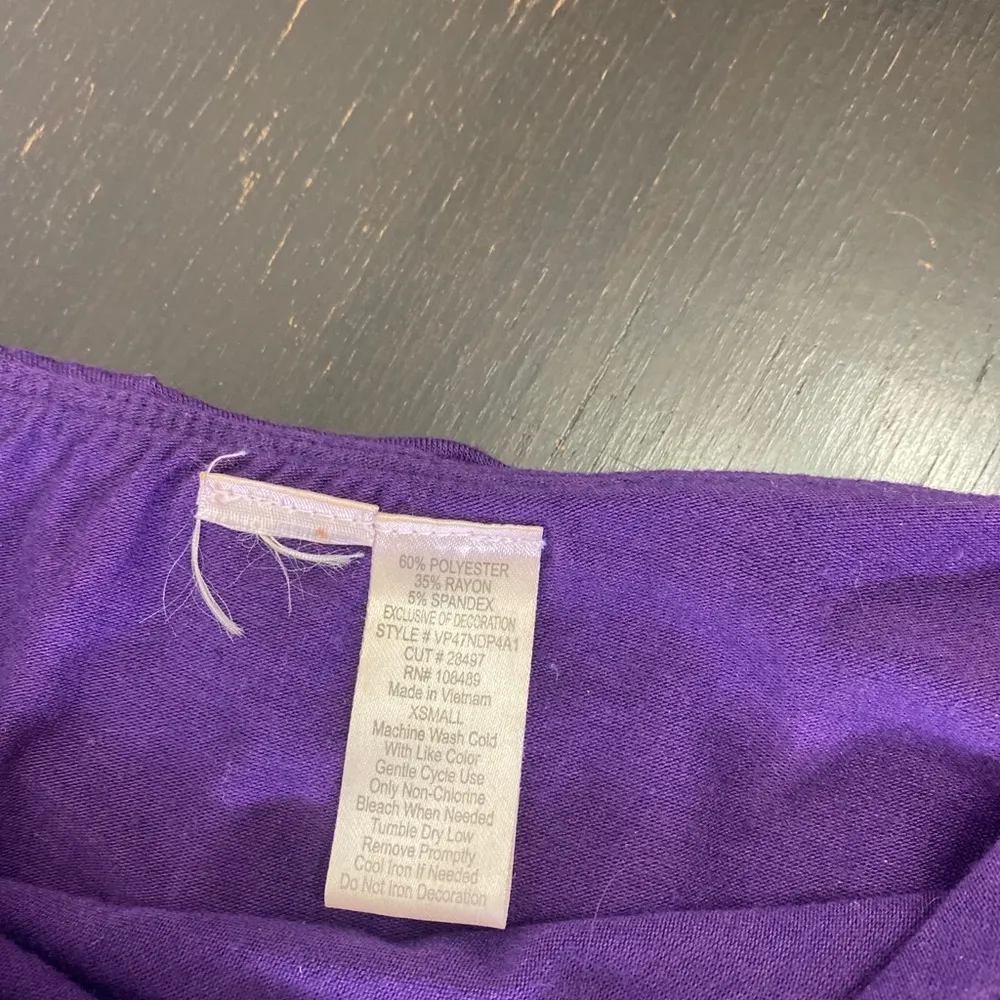 60% POLYESTER
35% RAYON
5% SPANDEX
EXCLUSIVE OF DECORATION
STYLE # VP47NDP4A1
CUT # 28497
RN# 106489
Made in Vietnam
XSMALL
Machine Wash Cold
With Like Color
Gentle Cycle Use
Only Non-Chlorine
Bleach When Needed
Tumble Dry Low
Remove Promptly
Cool Iron If Needed
Do Not Iron Decoration